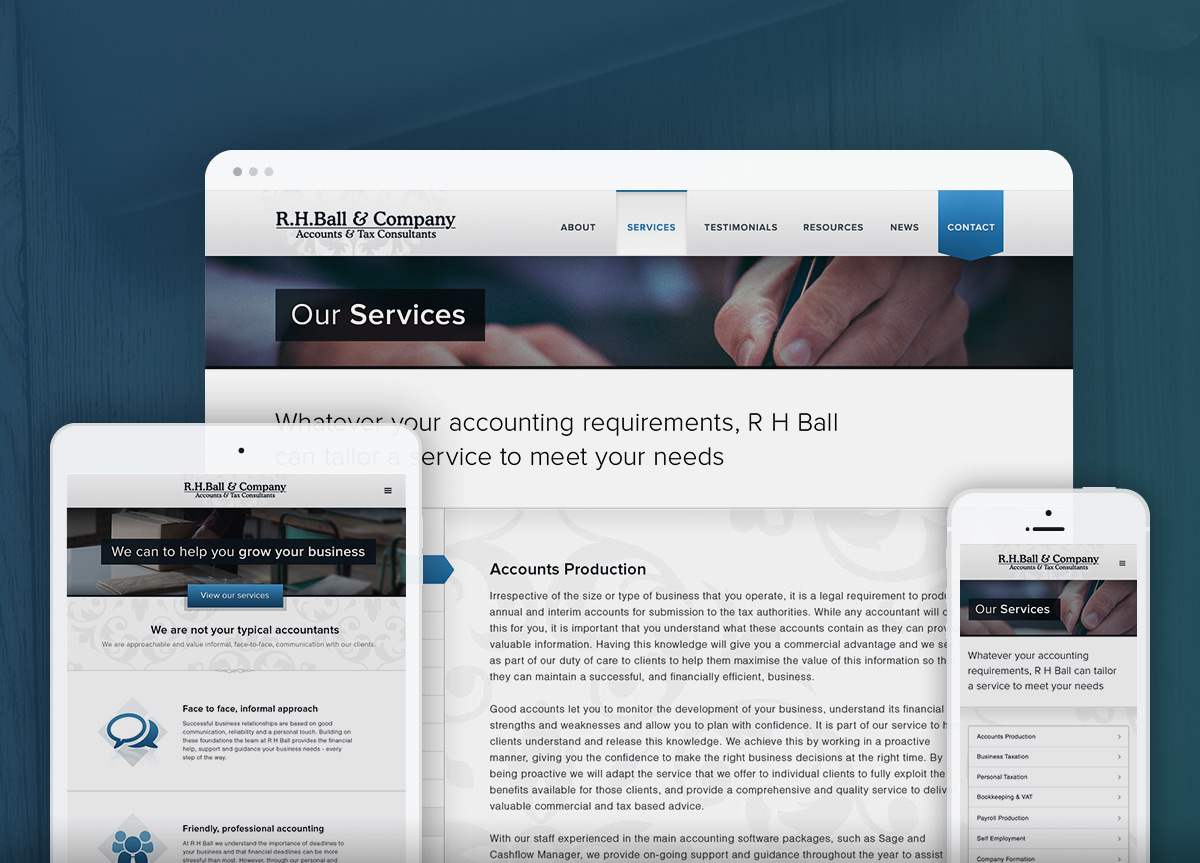 R.H.Ball & Company
Accounts & Tax Consultants
ABOUT
SERVICES
TESTIMONIALS
RESOURCES
NEWS
CONTACT
Our Services
Whatever your accounting requirements, R H Ball
can tailor a service to meet your needs
Accounts Production
Irrespective of the size or type of business that you operate, it is a legal requirement to
annual and interim accounts for submission to the tax authorities. While any accountant will
this for you, it is important that you understand what these accounts contain as they can
valuable information. Having this knowledge will give you a commercial advantage and we
as part of our duty of care to clients to help them maximise the value of this information so
they can maintain a successful, and financially efficient, business.
Good accounts let you to monitor the development of your business, understand its financial
strengths and weaknesses and allow you to plan with confidence. It is part of our service to
clients understand and release this knowledge. We achieve this by working in a proactive
manner, giving you the confidence to make the right business decisions at the right time. By
being proactive we will adapt the service that we offer to individual clients to fully exploit the
benefits available for those clients, and provide a comprehensive and quality service to
valuable commercial and tax based advice.
With our staff experienced in the main accounting software packages, such as Sage and
Cashflow Manager, we provide on-going support and guidance throughout the year to assist
R.H.Ball & Company
Accounts & Tax Consultants
We can to help you grow your business
View our services
We are not your typical accountants
We are approachable and value informal, face-to-face, communication with our clients.
Face to face, informal approach
Successful business relationships are based on good
communication, reliability and a personal touch. Building on
these foundations the team at R H Ball provides the financial
help, support and guidance your business needs - every
step of the way.
Friendly, professional accounting
At R H Ball we understand the importance of deadlines to
your business and that financial deadlines can be more
stressful than most. However, through our personal and
R.H.Ball & Company
Accounts & Tax Consultants
Our Services
Whatever your accounting
requirements, R H Ball can tailor
a service to meet your needs
Accounts Production
Business Taxation
Personal Taxation
Bookkeeping & VAT
Payroll Production
Self Employment
Company Formation